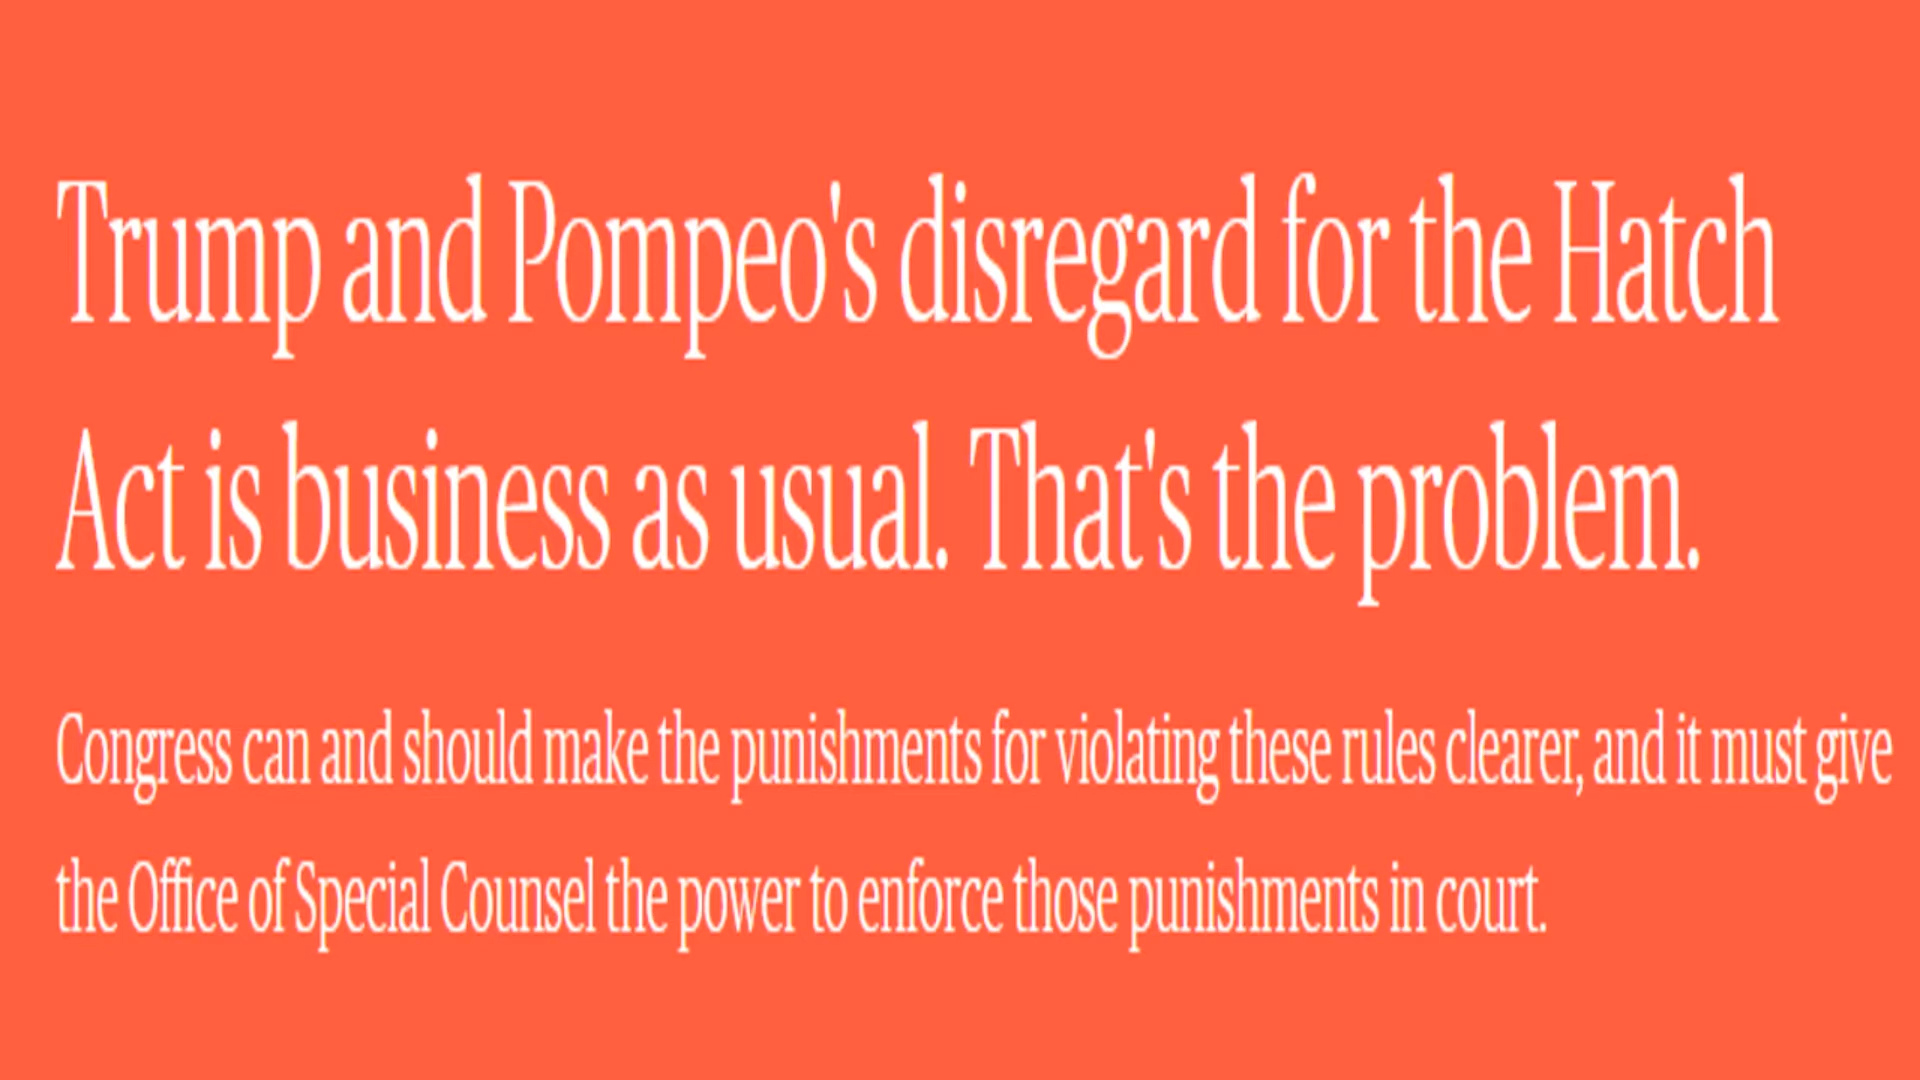 Trump and Pompeo's disregard for the Hatch
Act is business as usual. That's the problem.
Congress can and should make the punishments for violating these rules clearer, and it must give
the Office of Special Counsel the power to enforce those punishments in court.